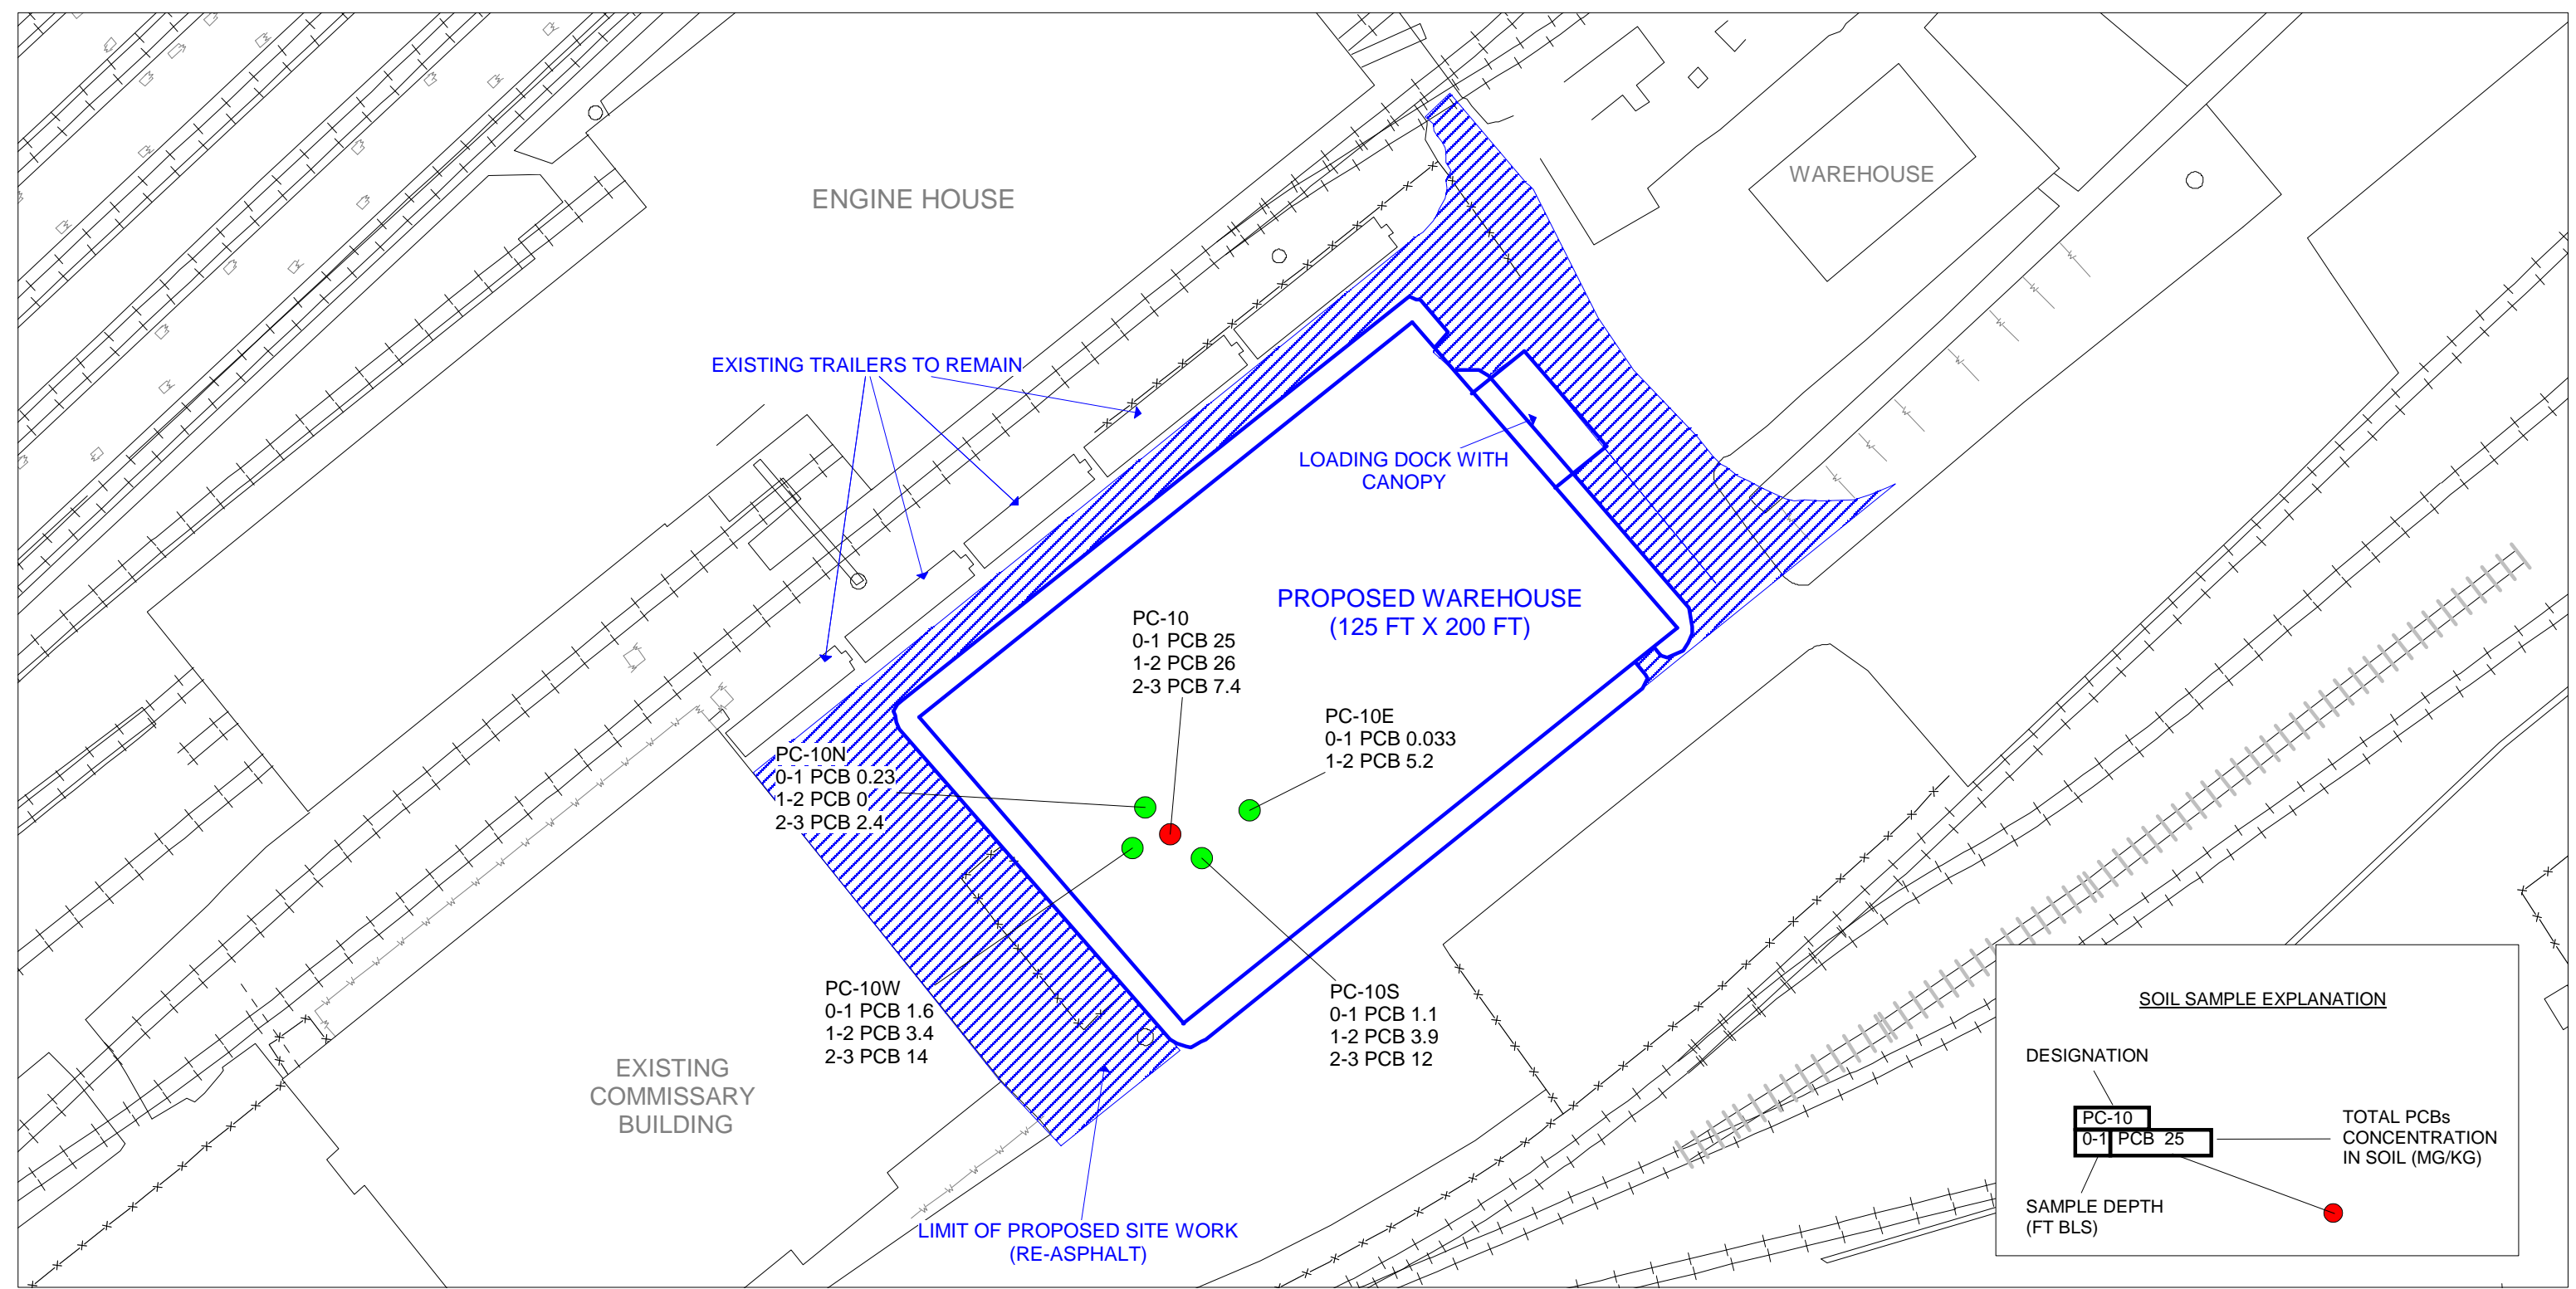 ENGINE HOUSE
WAREHOUSE
EXISTING TRAILERS TO REMAIN
LOADING DOCK WITH
CANOPY
PROPOSED WAREHOUSE
(125 FT X 200 FT)
PC-10
0-1 PCB 25
1-2 PCB 26
2-3 PCB 7.4
PC-10E
0-1 PCB 0.033
1-2 PCB 5.2
PC-10N
0-1 PCB 0.23
1-2 PCB 0
2-3 PCB 2.4
PC-10W
0-1 PCB 1.6
1-2 PCB 3.4
2-3 PCB 14
PC-10S
0-1 PCB 1.1
1-2 PCB 3.9
2-3 PCB 12
EXISTING
COMMISSARY
BUILDING
LIMIT OF PROPOSED SITE WORK
(RE-ASPHALT)
SOIL SAMPLE EXPLANATION
DESIGNATION
PC-10
0-1 PCB 25
TOTAL PCBs
CONCENTRATION
IN SOIL (MG/KG)
SAMPLE DEPTH
(FT BLS)